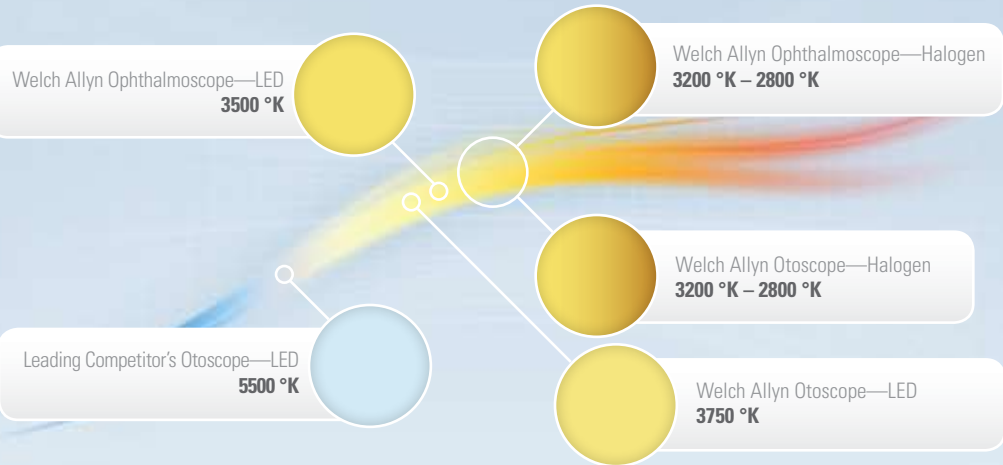 Welch Allyn Ophthalmoscope—LED
3500 °K
Welch Allyn Ophthalmoscope—Halogen
3200 °K – 2800 °K
Welch Allyn Otoscope—Halogen
3200 °K – 2800 °K
Leading Competitor's Otoscope—LED
5500 °K
Welch Allyn Otoscope—LED
3750 °K